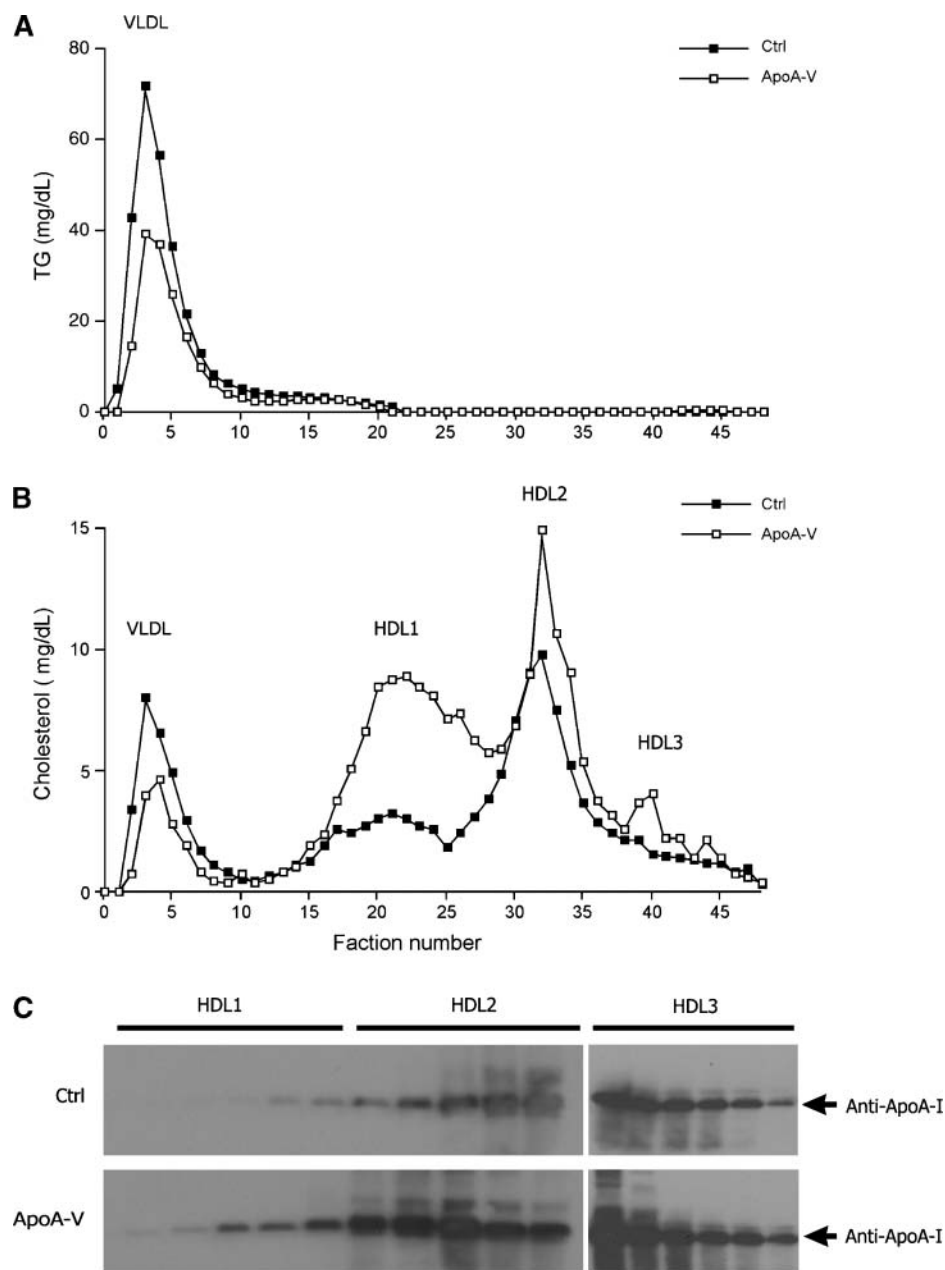 A
VLDL
80
60
40
20
0
TG (mg/dL)
Ctrl
ApoA-V
0 5 10 15 20 25 30 35 40 45
B
HDL2
Ctrl
ApoA-V
15
10
5
0
Cholesterol ( mg/dL)
VLDL
HDL1
HDL3
0 5 10 15 20 25 30 35 40 45
Faction number
C
HDL1 HDL2 HDL3
Ctrl
Anti-ApoA-I
ApoA-V
Anti-ApoA-I